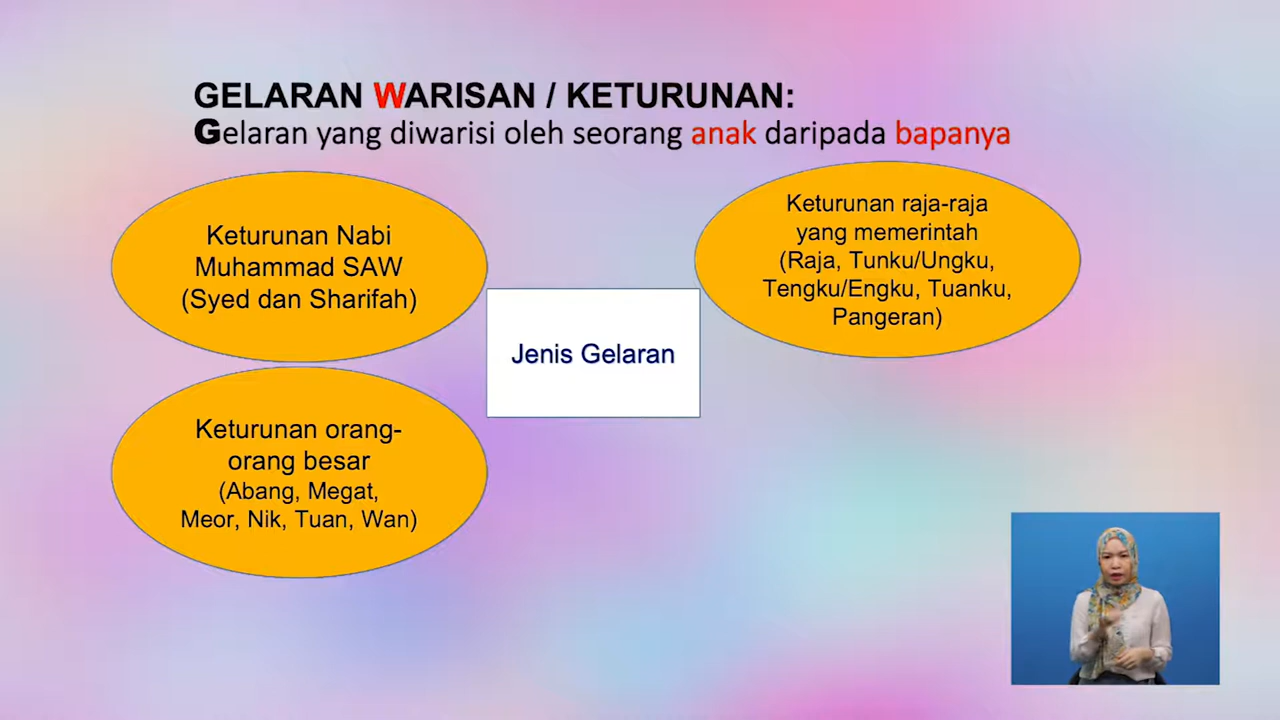 GELARAN WARISAN / KETURUNAN:
Gelaran yang diwarisi oleh seorang anak daripada bapanya
Keturunan Nabi
Muhammad SAW
(Syed dan Sharifah)
Keturunan raja-raja
yang memerintah
(Raja, Tunku/Ungku,
Tengku/Engku, Tuanku,
Pangeran)
Jenis Gelaran
Keturunan orang-
orang besar
(Abang, Megat,
Meor, Nik, Tuan, Wan)